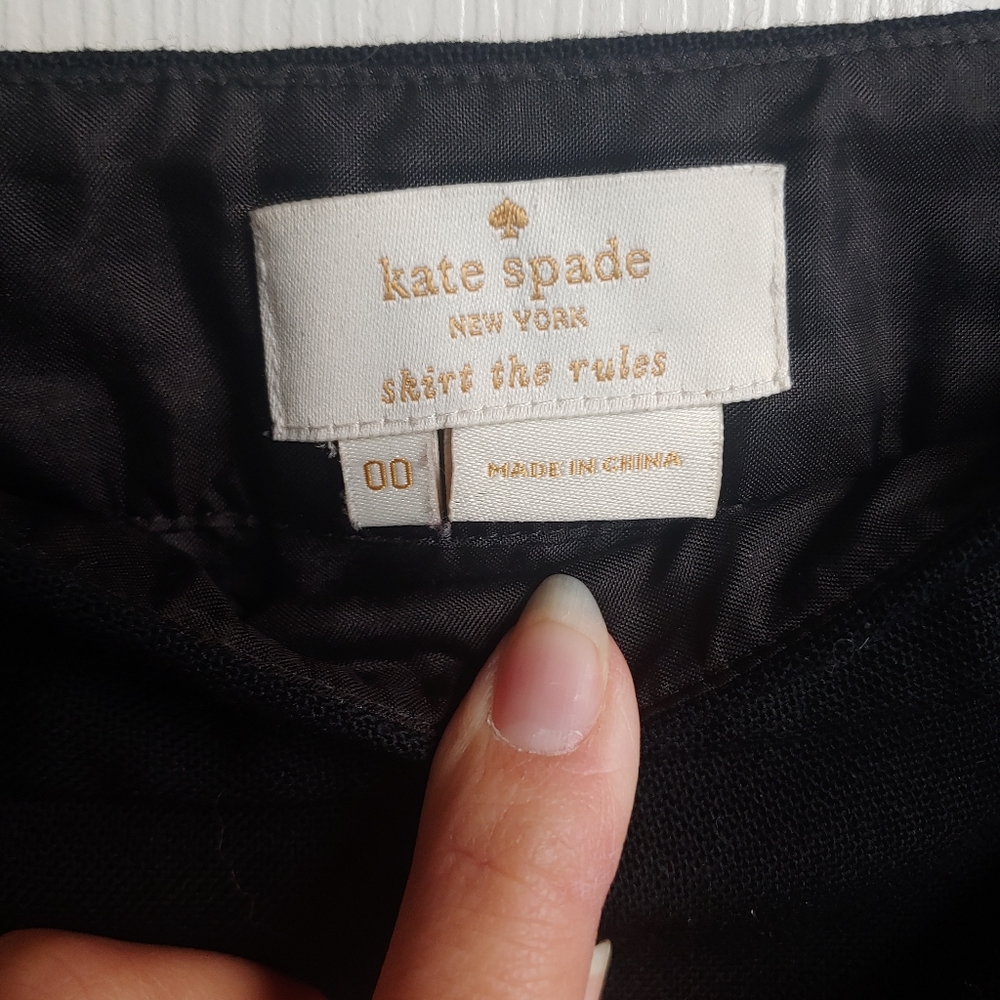 kate spade
NEW YORK
skirt the rules
00
MADE IN CHINA